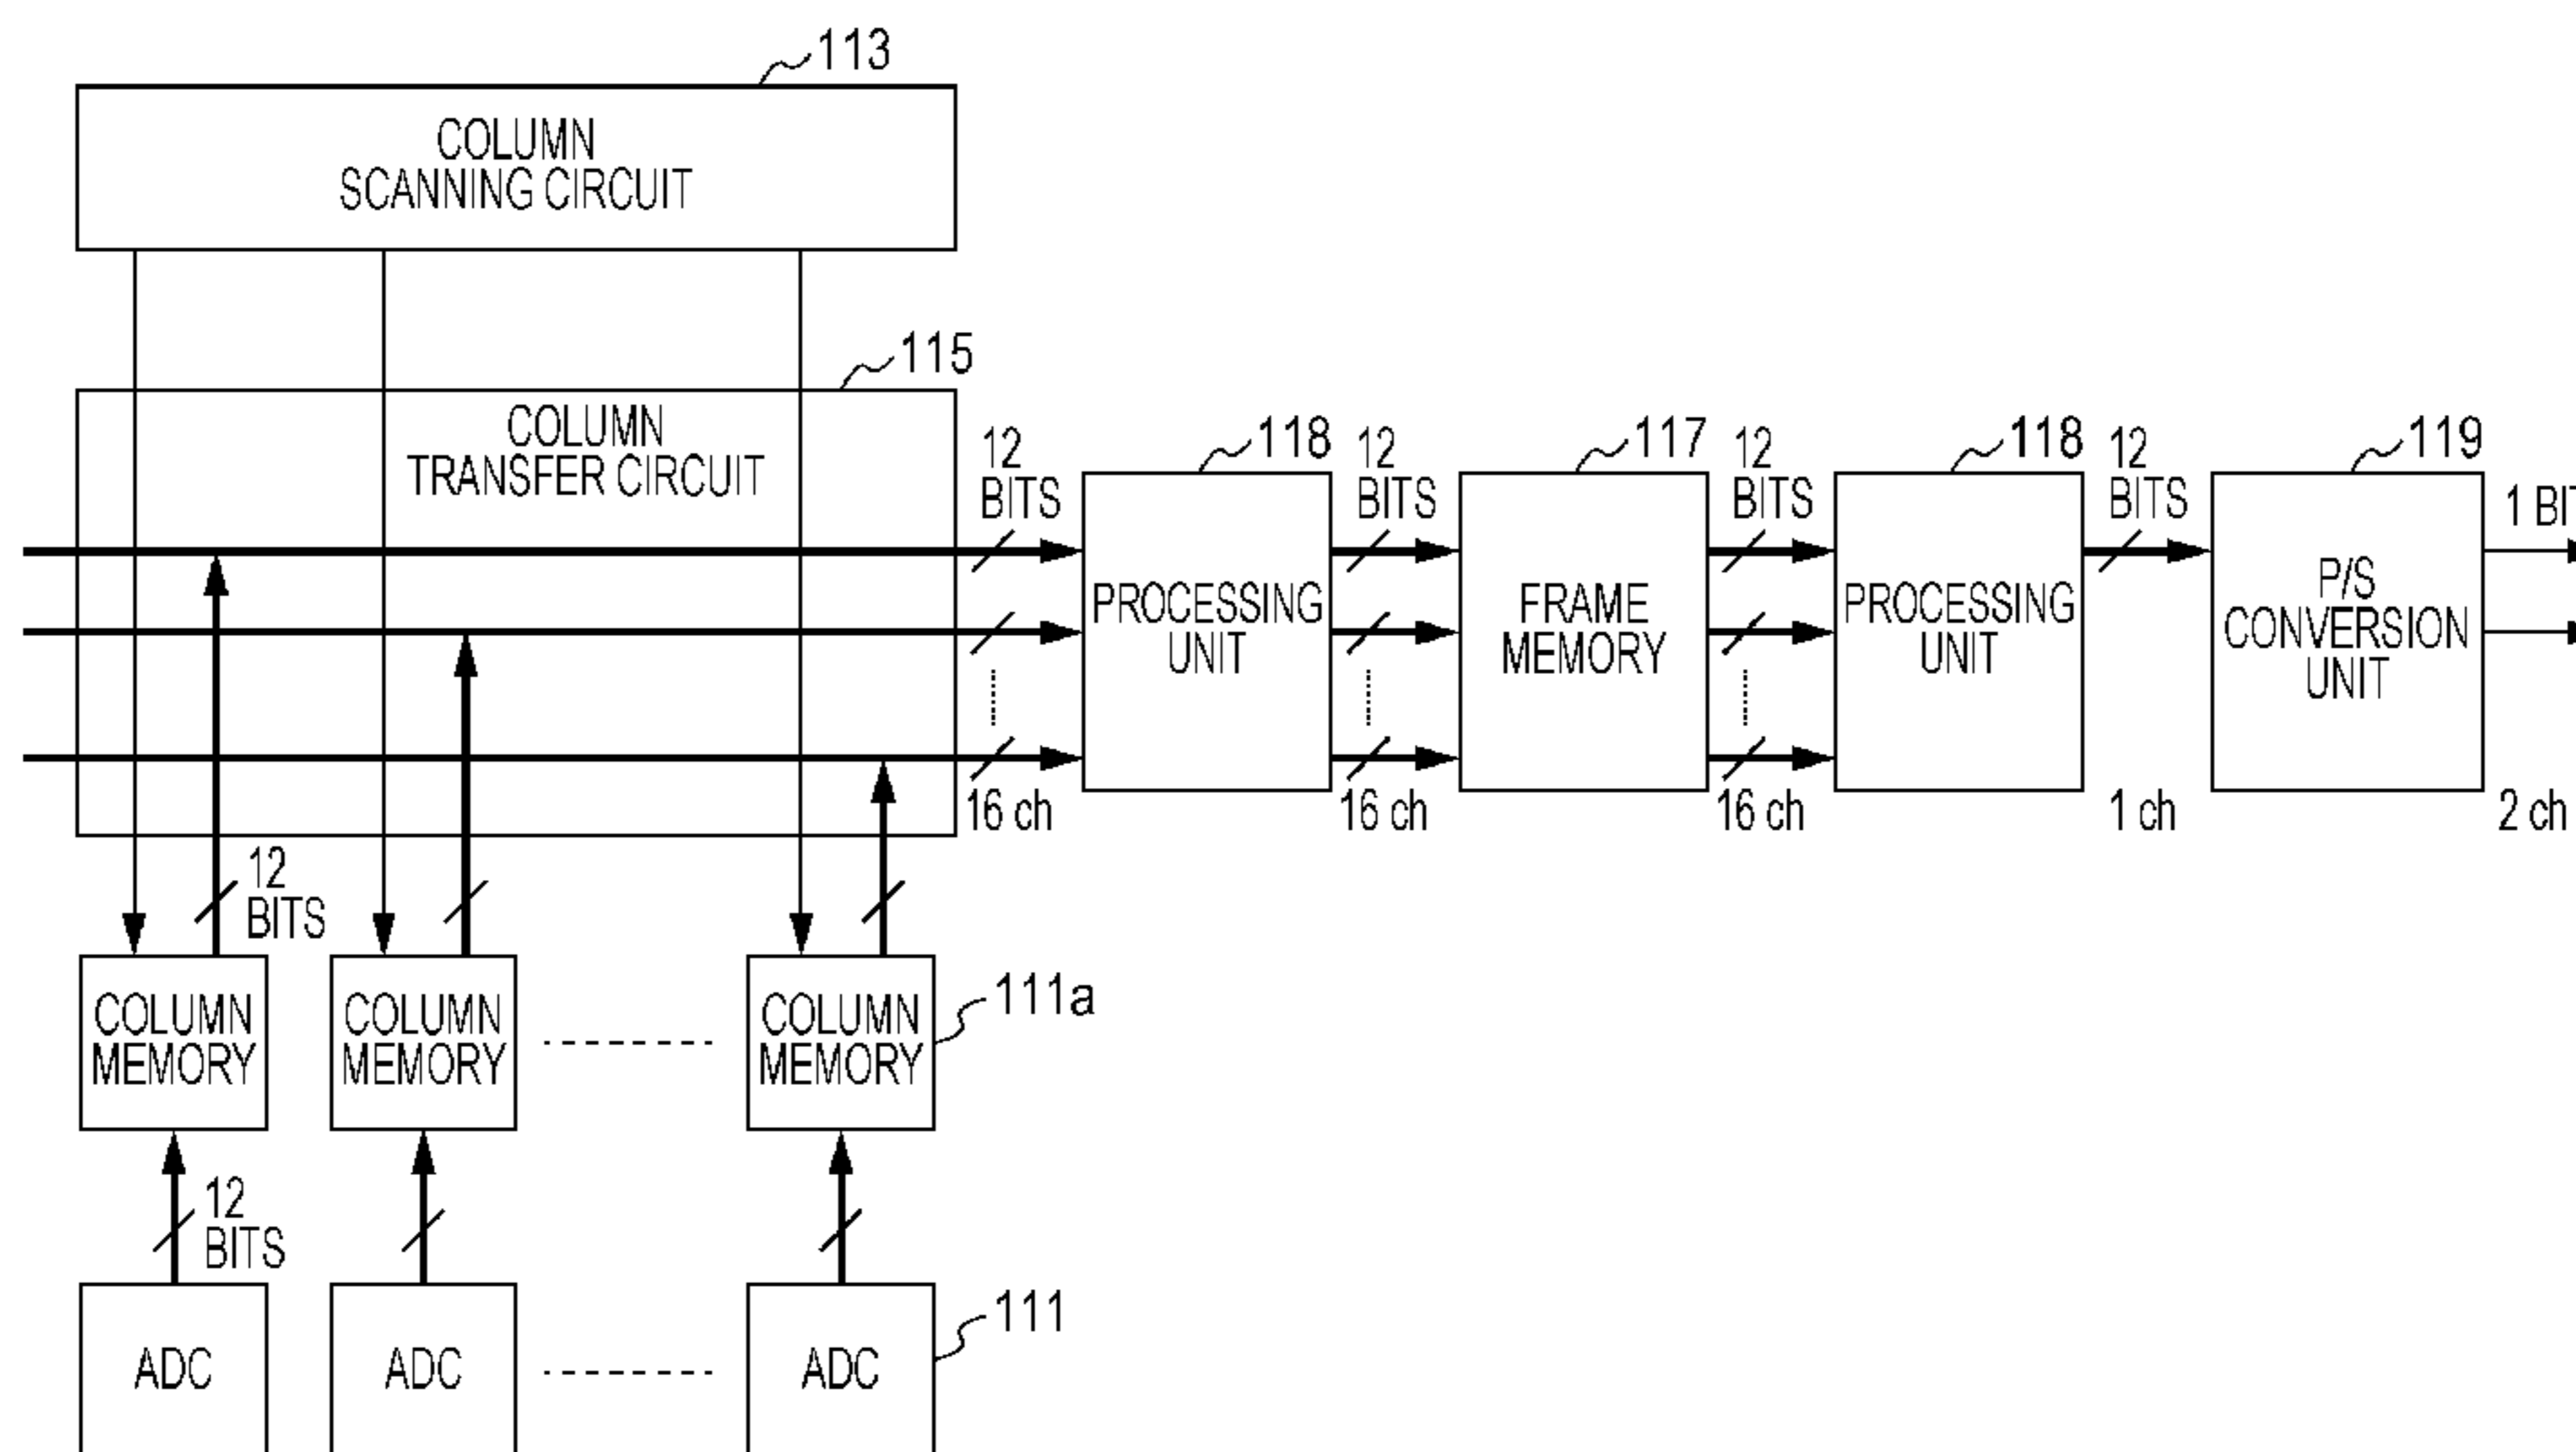 113
COLUMN
SCANNING CIRCUIT
115
COLUMN
TRANSFER CIRCUIT
12
BITS
118
12
BITS
117
12
BITS
118
12
BITS
119
1 BIT
PROCESSING
UNIT
FRAME
MEMORY
PROCESSING
UNIT
P/S
CONVERSION
UNIT
16 ch
16 ch
16 ch
1 ch
2 ch
12
BITS
COLUMN
MEMORY
COLUMN
MEMORY
COLUMN
MEMORY
111a
12
BITS
ADC
ADC
ADC
111